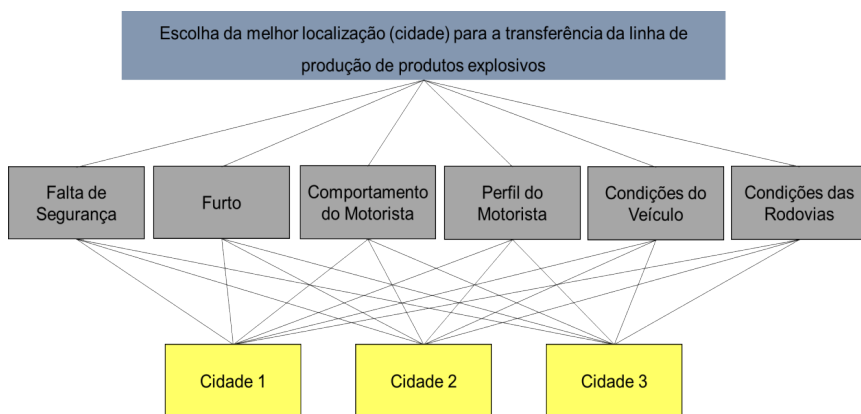 Escolha da melhor localização (cidade) para a transferência da linha de
produção de produtos explosivos
Falta de
Segurança
Furto
Comportamento
do Motorista
Perfil do
Motorista
Condições do
Veículo
Condições das
Rodovias
Cidade 1
Cidade 2
Cidade 3